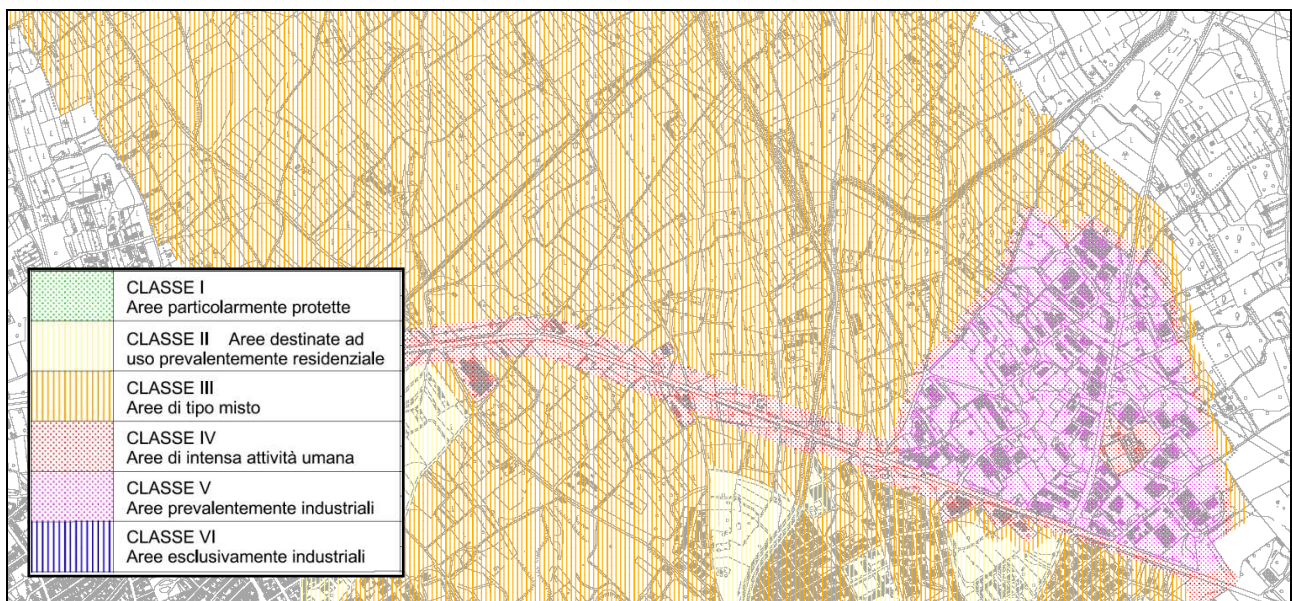 CLASSE I
Aree particolarmente protette
CLASSE II Aree destinate ad
uso prevalentemente residenziale
CLASSE III
Aree di tipo misto
CLASSE IV
Aree di intensa attività umana
CLASSE V
Aree prevalentemente industriali
CLASSE VI
Aree esclusivamente industriali